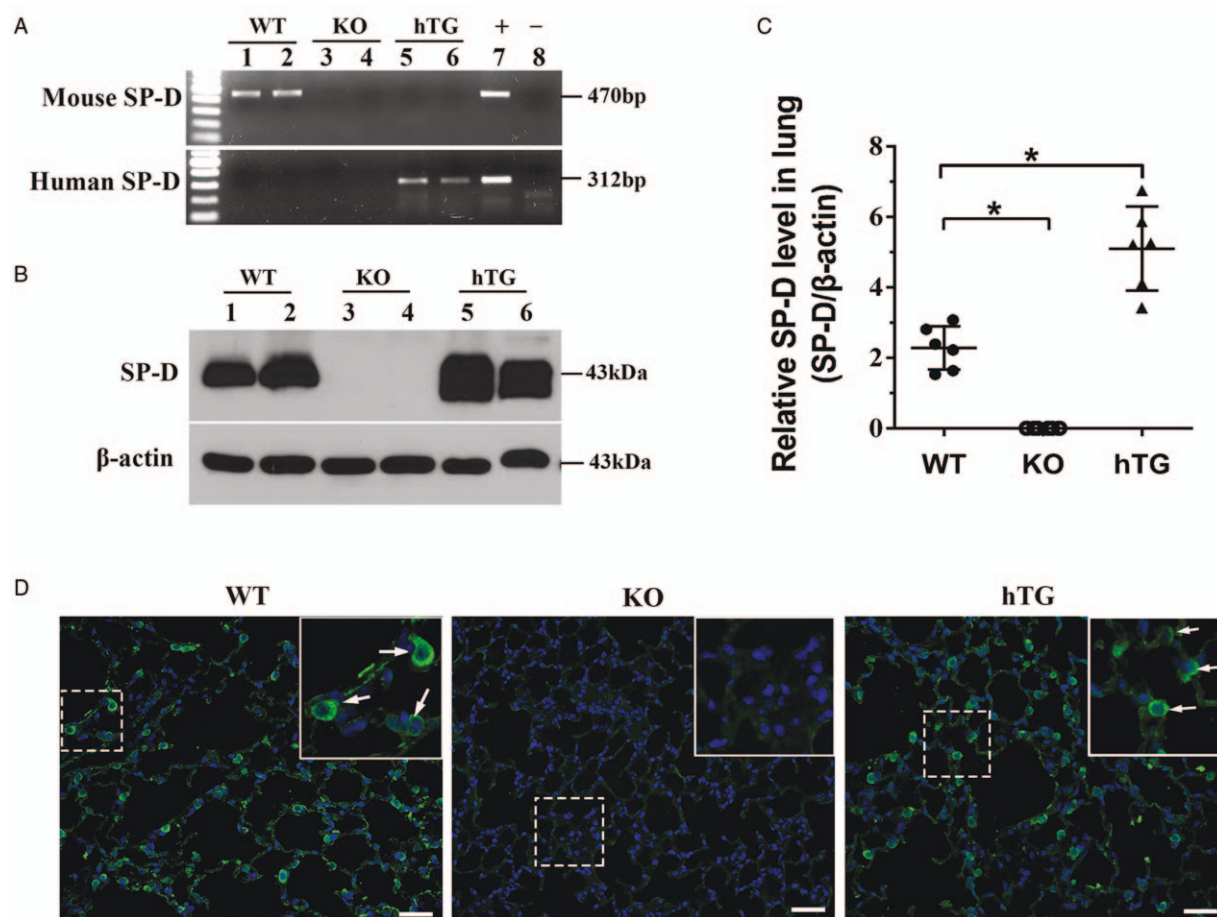 A
WT KO hTG + −
1 2 3 4 5 6 7 8
Mouse SP-D
470bp
Human SP-D
312bp
B
WT KO hTG
1 2 3 4 5 6
SP-D
43kDa
β-actin
43kDa
C
Relative SP-D level in lung
(SP-D/β-actin)
8
6
4
2
0
*
*
WT KO hTG
D
WT KO hTG